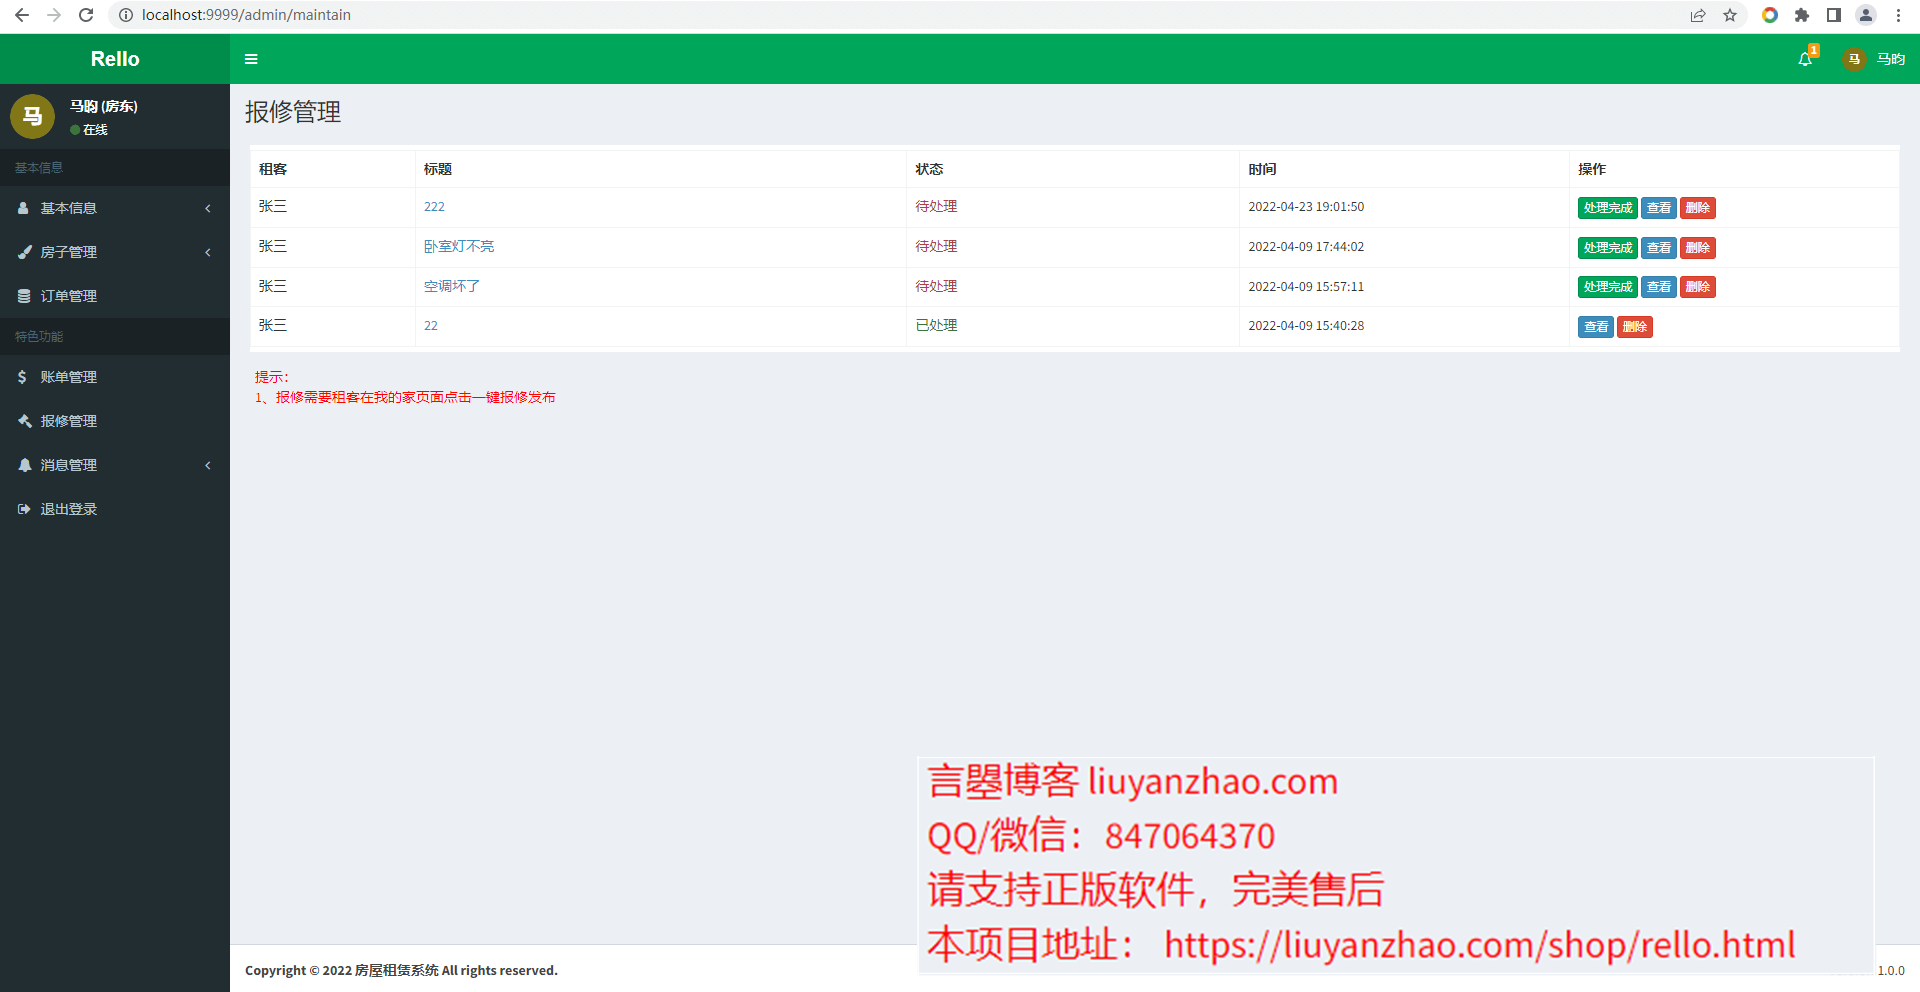 localhost:9999/admin/maintain
Rello
1
马 马昀
马
马昀 (房东)
在线
基本信息
基本信息
房子管理
订单管理
特色功能
账单管理
报修管理
消息管理
退出登录
报修管理
租客 标题 状态 时间 操作
张三 222 待处理 2022-04-23 19:01:50 处理完成 查看 删除
张三 卧室灯不亮 待处理 2022-04-09 17:44:02 处理完成 查看 删除
张三 空调坏了 待处理 2022-04-09 15:57:11 处理完成 查看 删除
张三 22 已处理 2022-04-09 15:40:28 查看 删除
提示：
1、报修需要租客在我的家页面点击一键报修发布
言曌博客 liuyanzhao.com
QQ/微信：847064370
请支持正版软件，完美售后
本项目地址： https://liuyanzhao.com/shop/rello.html
Copyright © 2022 房屋租赁系统 All rights reserved.
1.0.0